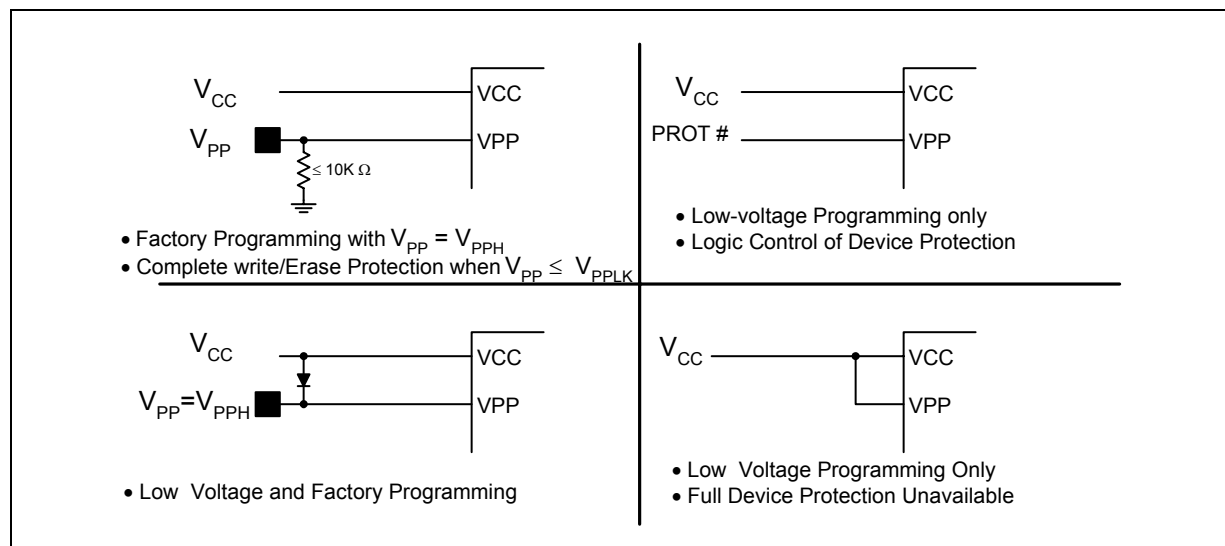 V_CC
VCC
V_PP
VPP
≤ 10K Ω
• Factory Programming with V_PP = V_PPH
• Complete write/Erase Protection when V_PP ≤ V_PPLK
V_CC
VCC
PROT #
VPP
• Low-voltage Programming only
• Logic Control of Device Protection
V_CC
VCC
V_PP=V_PPH
VPP
• Low Voltage and Factory Programming
V_CC
VCC
VPP
• Low Voltage Programming Only
• Full Device Protection Unavailable